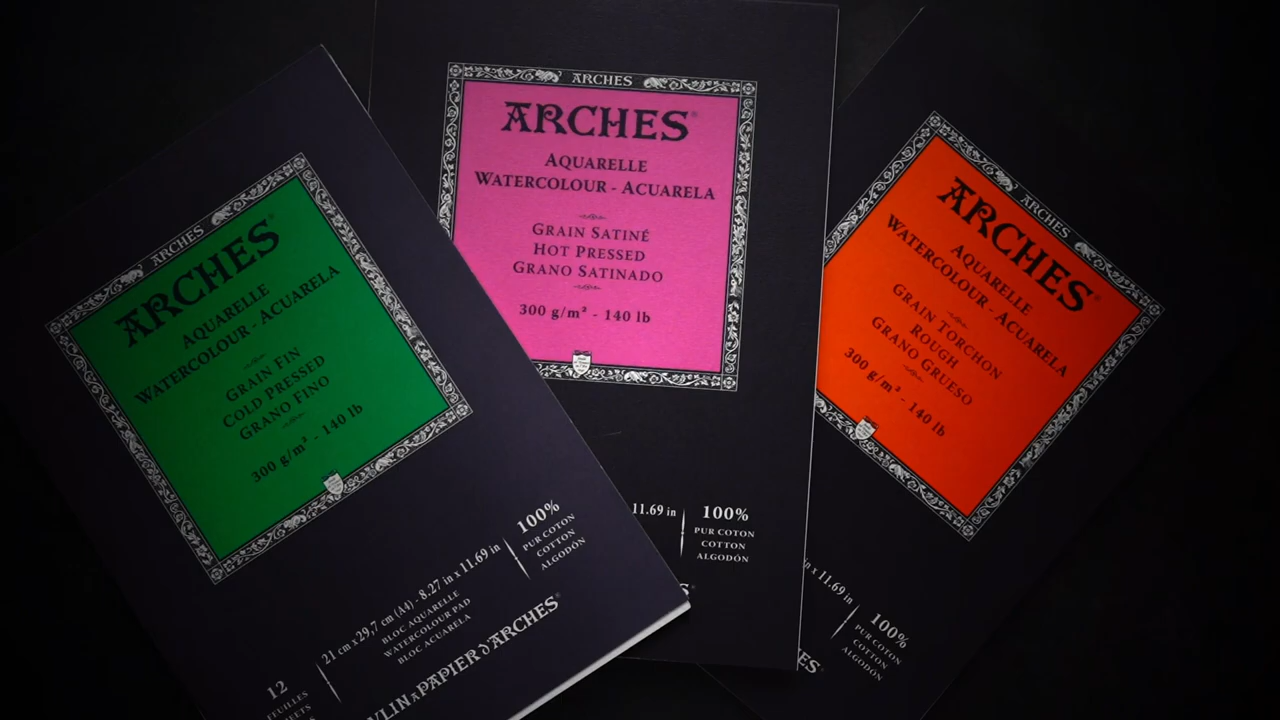 ARCHES
ARCHES®
AQUARELLE
WATERCOLOUR - ACUARELA
GRAIN FIN
COLD PRESSED
GRANO FINO
300 g/m² - 140 lb
12
21 cm x 29,7 cm (A4) - 8.27 in x 11.69 in
BLOC AQUARELLE
WATERCOLOUR PAD
BLOC ACUARELA
100%
PUR COTON
COTTON
ALGODÓN
PAPIER D'ARCHES®
ARCHES
ARCHES®
AQUARELLE
WATERCOLOUR - ACUARELA
GRAIN SATINÉ
HOT PRESSED
GRANO SATINADO
300 g/m² - 140 lb
11.69 in
100%
PUR COTON
COTTON
ALGODÓN
ARCHES
ARCHES®
AQUARELLE
WATERCOLOUR - ACUARELA
GRAIN TORCHON
ROUGH
GRANO GRUESO
300 g/m² - 140 lb
in x 11.69 in
100%
PUR COTON
COTTON
ALGODÓN